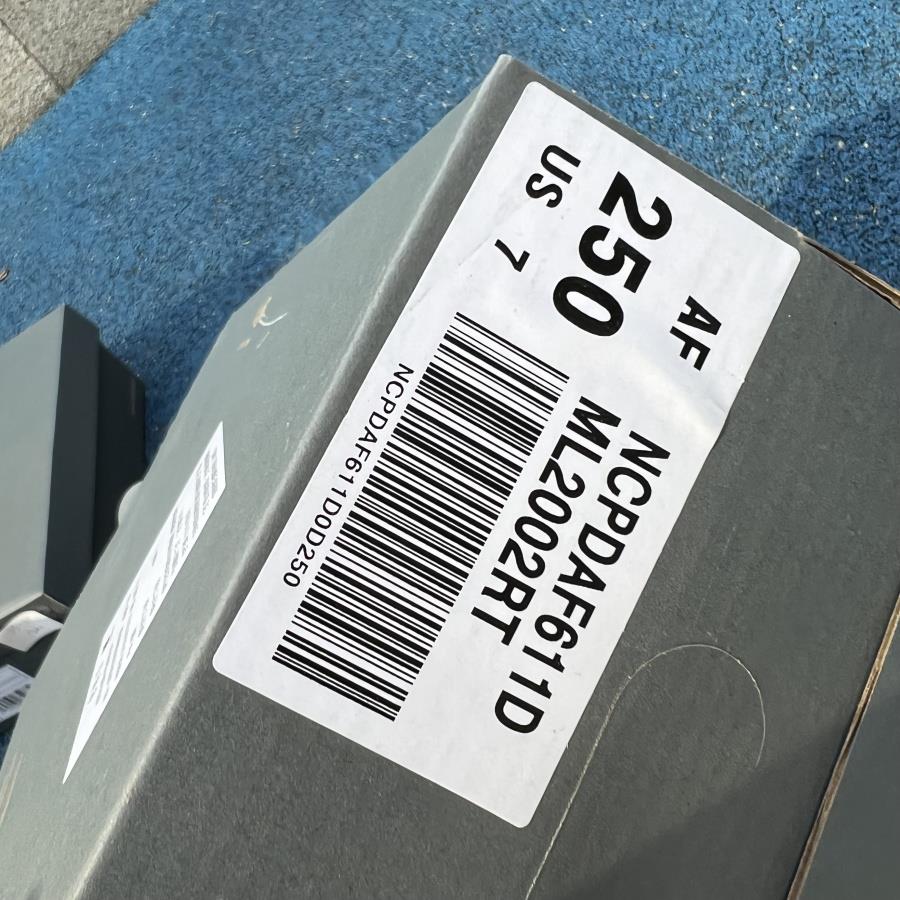 AF
250
US 7
NCPDAF611D
ML2002RT
NCPDAF611D0D250